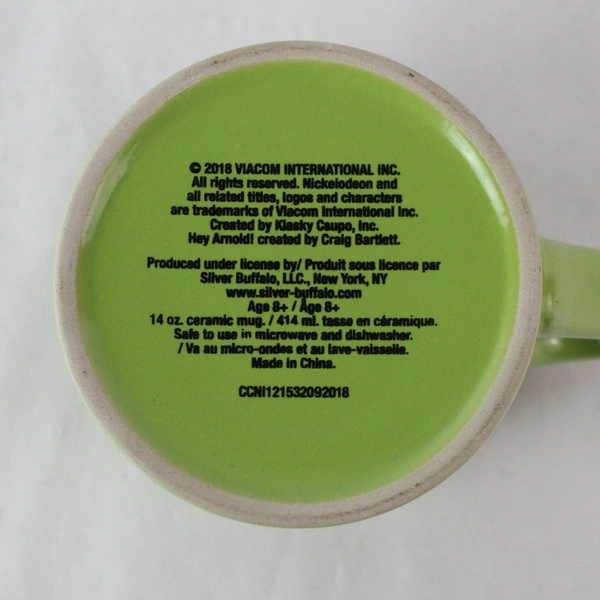 © 2018 VIACOM INTERNATIONAL INC.
All rights reserved. Nickelodeon and
all related titles, logos and characters
are trademarks of Viacom International Inc.
Created by Klasky Csupo, Inc.
Hey Arnold! created by Craig Bartlett.
Produced under license by/ Produit sous licence par
Silver Buffalo, LLC., New York, NY
www.silver-buffalo.com
Age 8+ / Âge 8+
14 oz. ceramic mug. / 414 ml. tasse en céramique.
Safe to use in microwave and dishwasher.
/ Va au micro-ondes et au lave-vaisselle.
Made in China.
CCNI121532092018